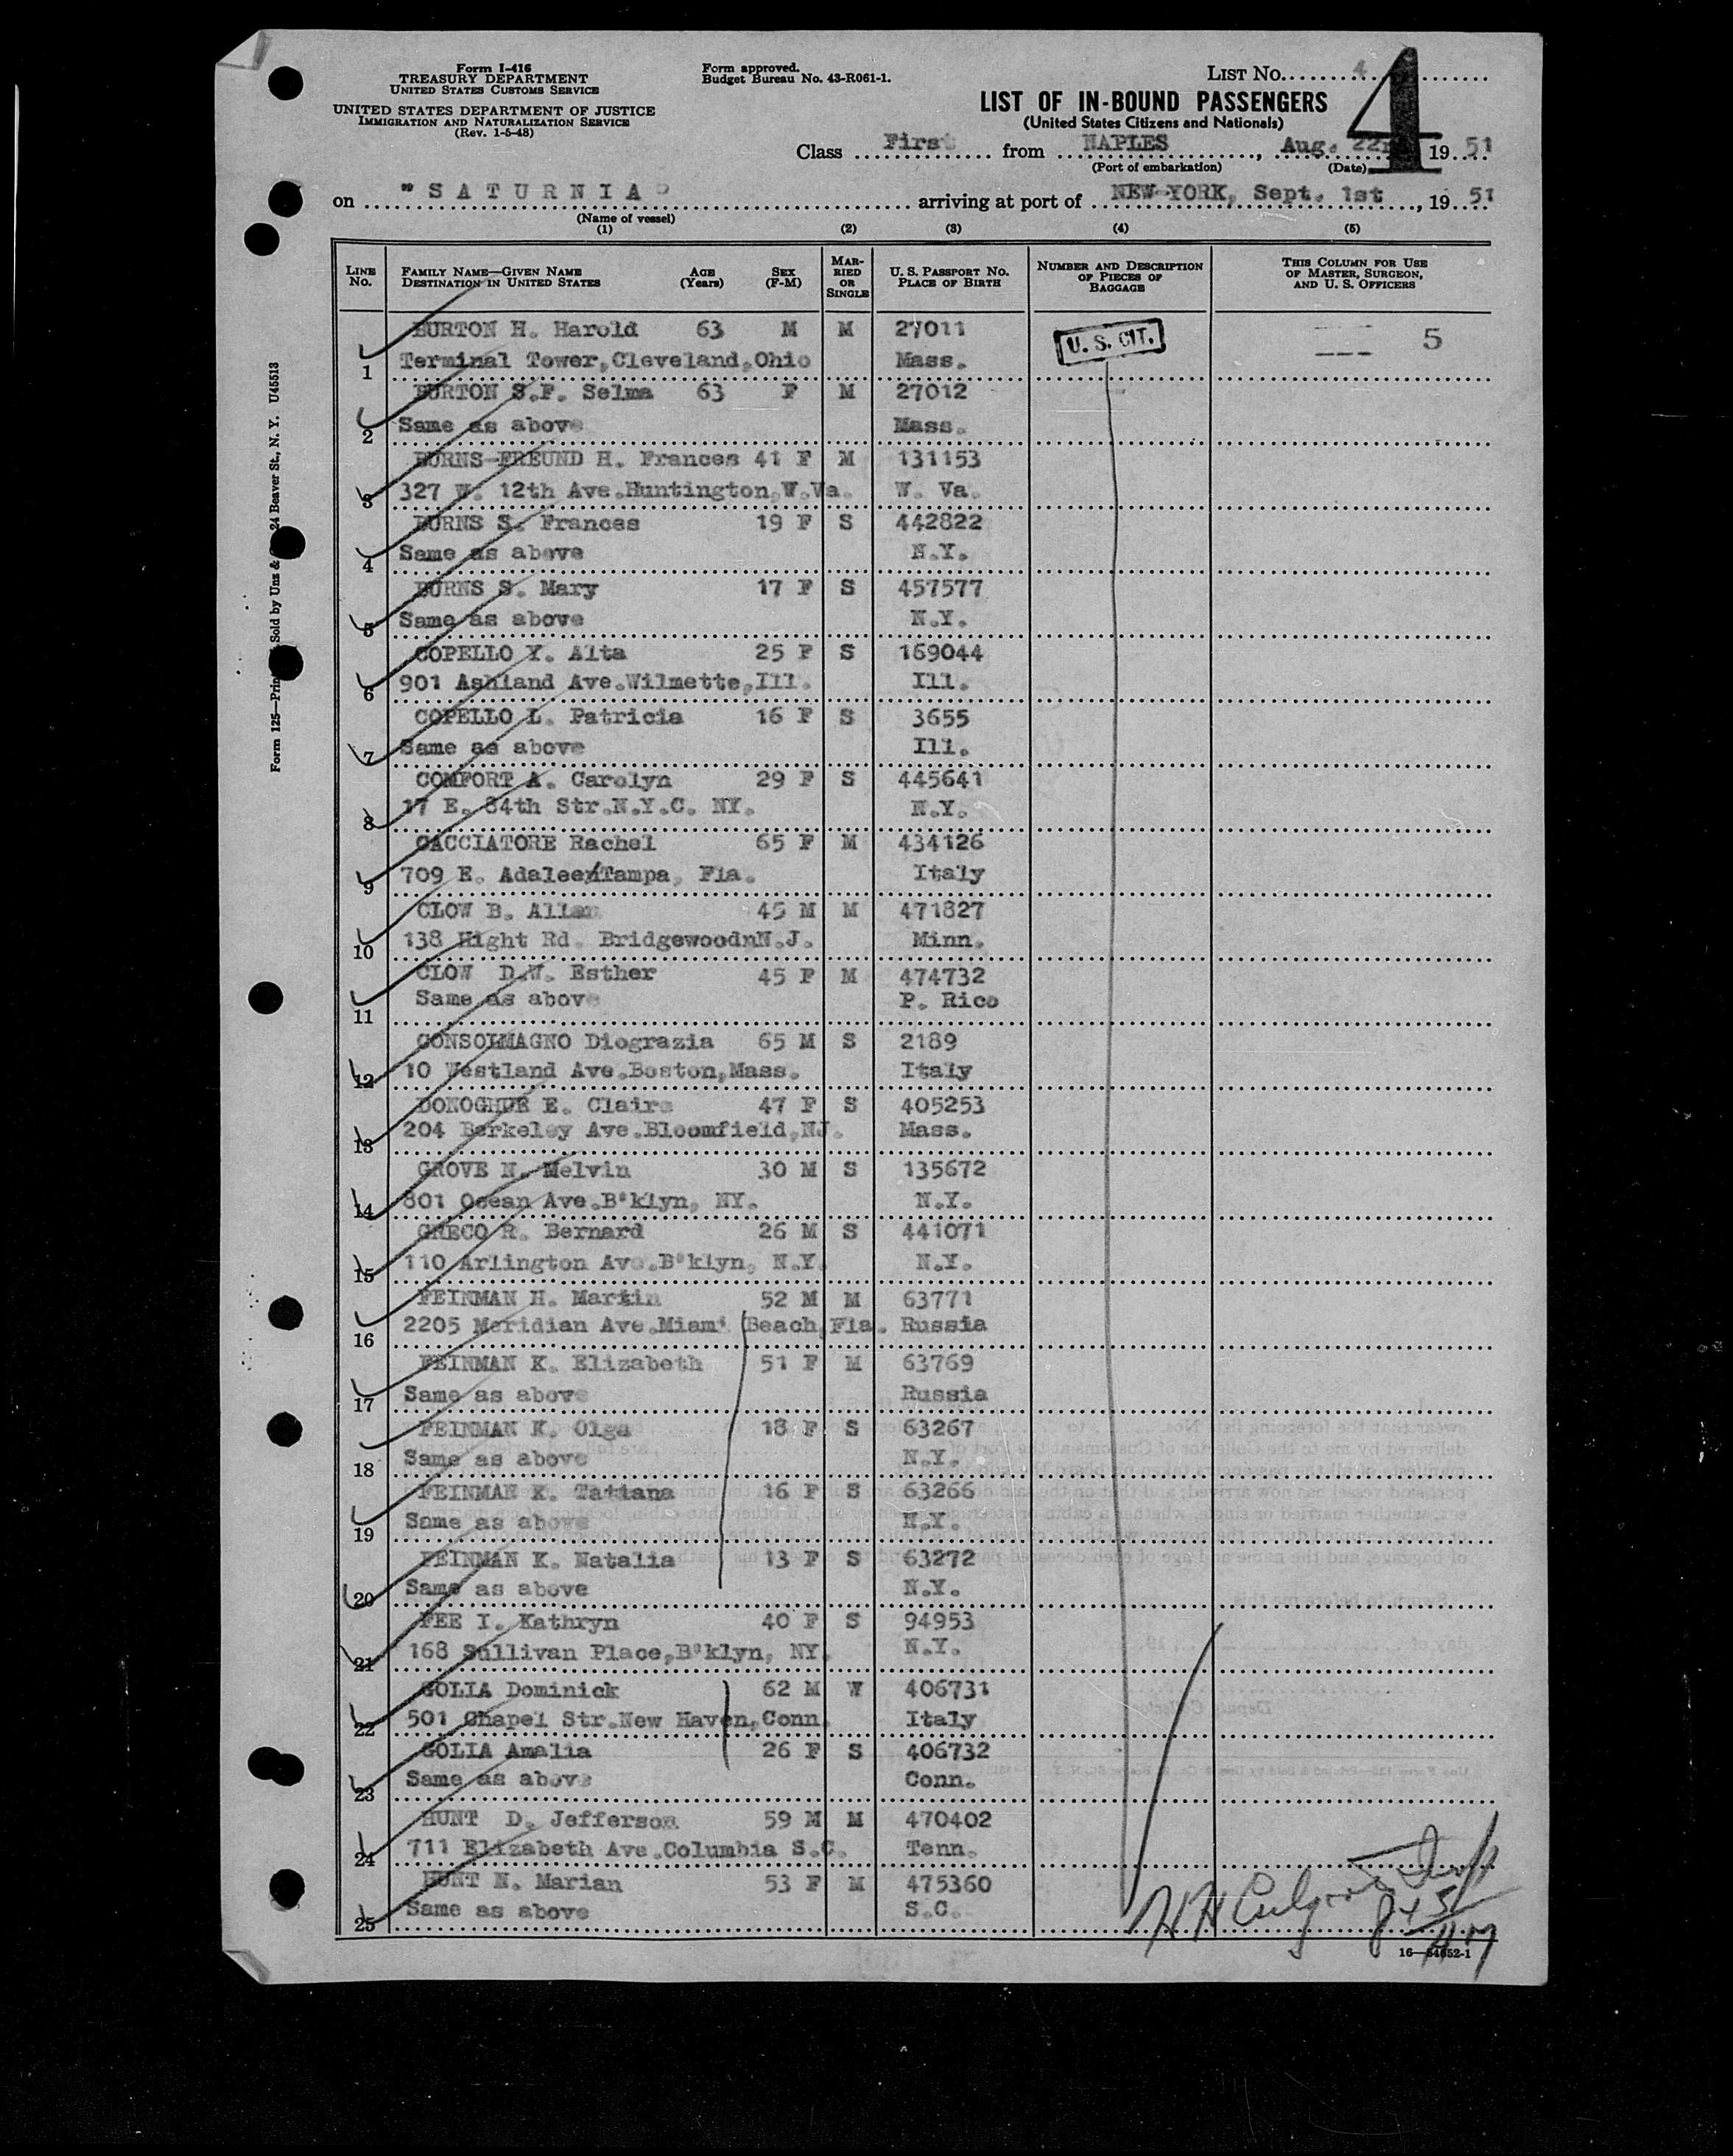 Form I-416
TREASURY DEPARTMENT
UNITED STATES CUSTOMS SERVICE
UNITED STATES DEPARTMENT OF JUSTICE
IMMIGRATION AND NATURALIZATION SERVICE
(Rev. 1-5-48)
Form approved.
Budget Bureau No. 43-R061-1.
LIST No. 4
4
LIST OF IN-BOUND PASSENGERS
(United States Citizens and Nationals)
Class First from NAPLES, Aug. 22 1951
(Port of embarkation) (Date)
on "SATURNIA" arriving at port of NEW-YORK, Sept. 1st, 1951
(Name of vessel)
(1) (2) (3) (4) (5)
LINE No. FAMILY NAME—GIVEN NAME DESTINATION IN UNITED STATES AGE (Years) SEX (F-M) MARRIED OR SINGLE U. S. PASSPORT NO. PLACE OF BIRTH NUMBER AND DESCRIPTION OF PIECES OF BAGGAGE THIS COLUMN FOR USE OF MASTER, SURGEON, AND U. S. OFFICERS
BURTON H. Harold 63 M M 27011 U. S. CIT. 5
1 Terminal Tower,Cleveland,Ohio Mass.
BURTON S.F. Selma 63 F M 27012
2 Same as above Mass.
BURNS-FREUND H. Frances 41 F M 131153
3 327 W. 12th Ave.Huntington,W.Va. W. Va.
BURNS S. Frances 19 F S 442822
4 Same as above N.Y.
BURNS S. Mary 17 F S 457577
5 Same as above N.Y.
COPELLO Y. Alta 25 F S 169044
6 901 Ashland Ave.Wilmette,Ill. Ill.
COPELLO L. Patricia 16 F S 3655
7 Same as above Ill.
COMFORT A. Carolyn 29 F S 445641
8 17 E. 84th Str.N.Y.C. NY. N.Y.
CACCIATORE Rachel 65 F M 434126
9 709 E. Adalee/Tampa, Fla. Italy
CLOW B. Allan 45 M M 471827
10 138 Hight Rd. BridgewoodnN.J. Minn.
CLOW D.W. Esther 45 F M 474732
11 Same as above P. Rico
CONSOLMAGNO Diograzia 65 M S 2189
12 10 Westland Ave.Boston,Mass. Italy
DONOGHUE E. Claire 47 F S 405253
13 204 Berkeley Ave.Bloomfield,NJ. Mass.
GROVE N. Melvin 30 M S 135672
14 801 Ocean Ave.B'klyn, NY. N.Y.
GRECO R. Bernard 26 M S 441071
15 110 Arlington Ave.B'klyn, N.Y. N.Y.
FEINMAN H. Martin 52 M M 63771
16 2205 Meridian Ave.Miami Beach,Fla. Russia
FEINMAN K. Elizabeth 51 F M 63769
17 Same as above Russia
FEINMAN K. Olga 18 F S 63267
18 Same as above N.Y.
FEINMAN K. Tatiana 16 F S 63266
19 Same as above N.Y.
FEINMAN K. Natalia 13 F S 63272
20 Same as above N.Y.
FEE I. Kathryn 40 F S 94953
21 168 Sullivan Place,B'klyn, NY. N.Y.
GOLIA Dominick 62 M W 406731
22 501 Chapel Str.New Haven,Conn. Italy
GOLIA Amalia 26 F S 406732
23 Same as above Conn.
HUNT D. Jefferson 59 M M 470402
24 711 Elizabeth Ave.Columbia S.C. Tenn.
HUNT N. Marian 53 F M 475360
25 Same as above S.C.
Sold by Unz & 24 Beaver St., N. Y. U45513
Form 125